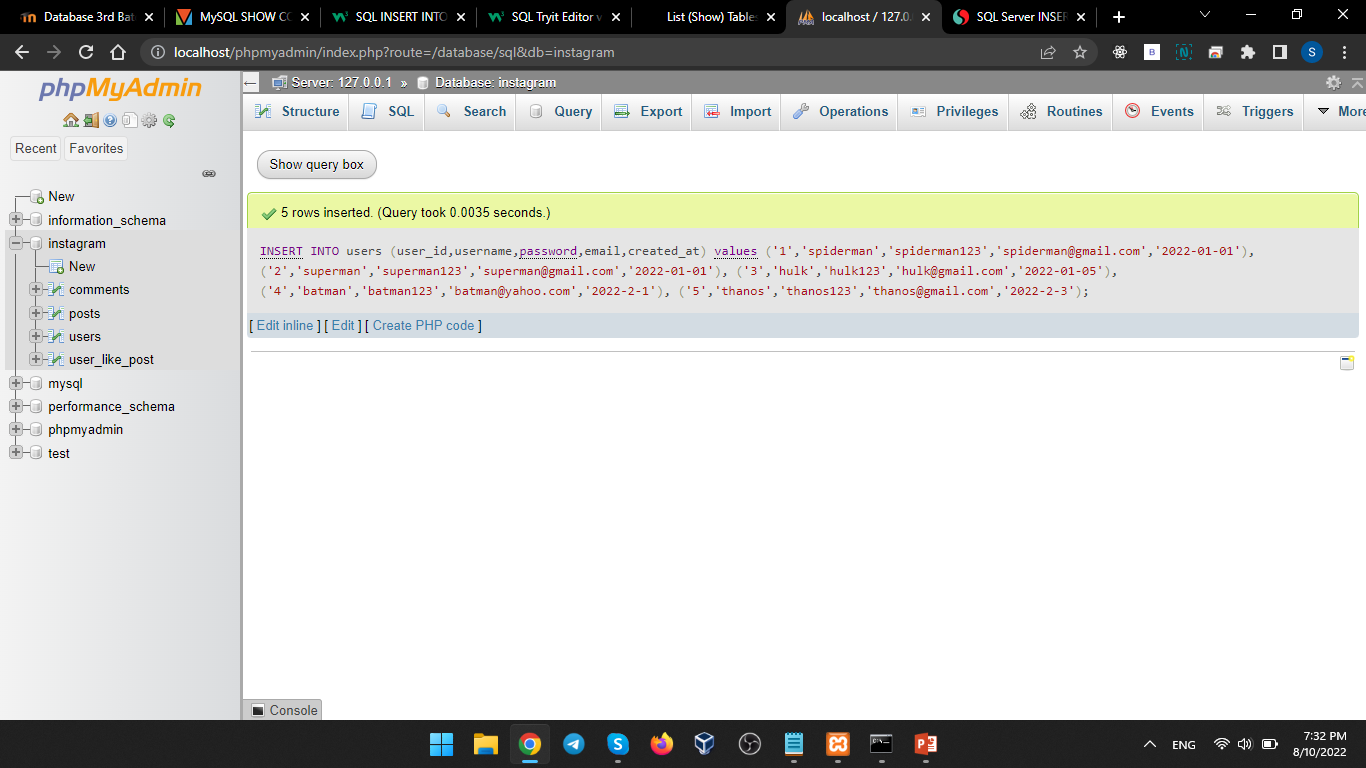 Database 3rd Bat
MySQL SHOW CO
SQL INSERT INTO
SQL Tryit Editor v
List (Show) Tables
localhost / 127.0.
SQL Server INSER
localhost/phpmyadmin/index.php?route=/database/sql&db=instagram
S
phpMyAdmin
Server: 127.0.0.1 » Database: instagram
Structure SQL Search Query Export Import Operations Privileges Routines Events Triggers More
Recent Favorites
Show query box
New
information_schema
instagram
New
comments
posts
users
user_like_post
mysql
performance_schema
phpmyadmin
test
5 rows inserted. (Query took 0.0035 seconds.)
INSERT INTO users (user_id,username,password,email,created_at) values ('1','spiderman','spiderman123','spiderman@gmail.com','2022-01-01'),
('2','superman','superman123','superman@gmail.com','2022-01-01'), ('3','hulk','hulk123','hulk@gmail.com','2022-01-05'),
('4','batman','batman123','batman@yahoo.com','2022-2-1'), ('5','thanos','thanos123','thanos@gmail.com','2022-2-3');
[ Edit inline ] [ Edit ] [ Create PHP code ]
Console
ENG
7:32 PM
8/10/2022